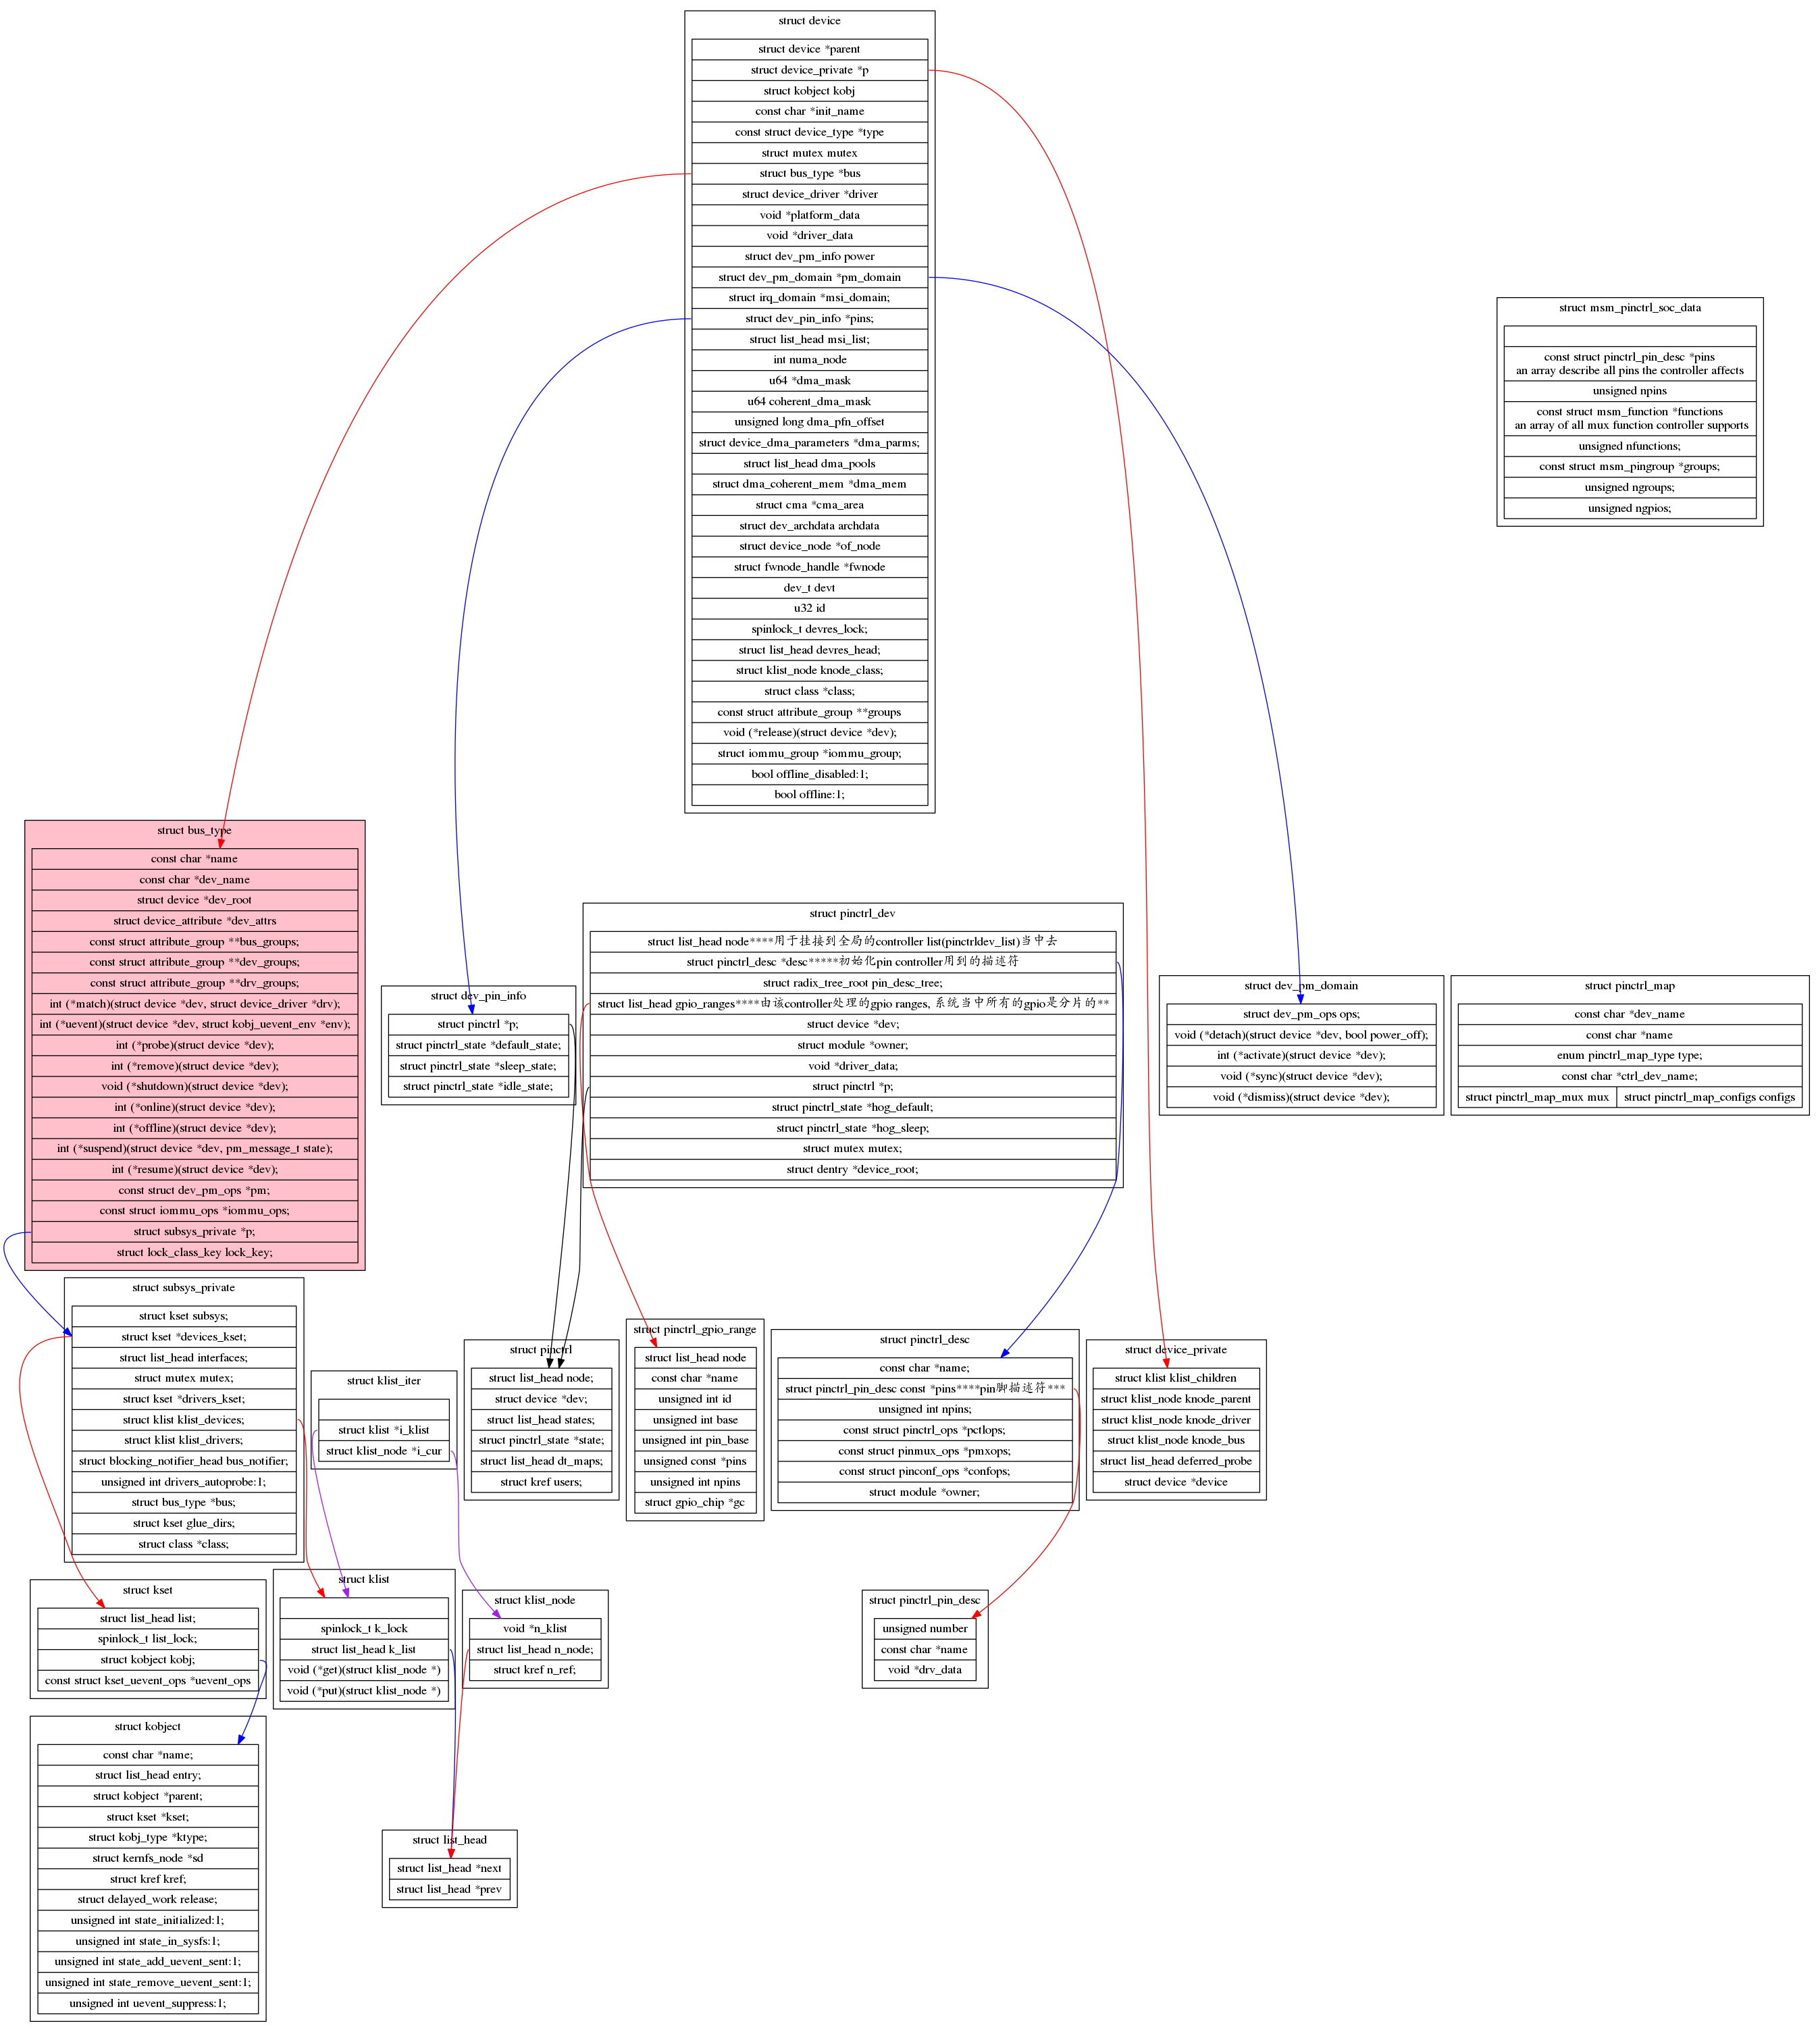 struct device
struct device *parent
struct device_private *p
struct kobject kobj
const char *init_name
const struct device_type *type
struct mutex mutex
struct bus_type *bus
struct device_driver *driver
void *platform_data
void *driver_data
struct dev_pm_info power
struct dev_pm_domain *pm_domain
struct irq_domain *msi_domain;
struct dev_pin_info *pins;
struct list_head msi_list;
int numa_node
u64 *dma_mask
u64 coherent_dma_mask
unsigned long dma_pfn_offset
struct device_dma_parameters *dma_parms;
struct list_head dma_pools
struct dma_coherent_mem *dma_mem
struct cma *cma_area
struct dev_archdata archdata
struct device_node *of_node
struct fwnode_handle *fwnode
dev_t devt
u32 id
spinlock_t devres_lock;
struct list_head devres_head;
struct klist_node knode_class;
struct class *class;
const struct attribute_group **groups
void (*release)(struct device *dev);
struct iommu_group *iommu_group;
bool offline_disabled:1;
bool offline:1;
struct msm_pinctrl_soc_data
const struct pinctrl_pin_desc *pins
an array describe all pins the controller affects
unsigned npins
const struct msm_function *functions
an array of all mux function controller supports
unsigned nfunctions;
const struct msm_pingroup *groups;
unsigned ngroups;
unsigned ngpios;
struct bus_type
const char *name
const char *dev_name
struct device *dev_root
struct device_attribute *dev_attrs
const struct attribute_group **bus_groups;
const struct attribute_group **dev_groups;
const struct attribute_group **drv_groups;
int (*match)(struct device *dev, struct device_driver *drv);
int (*uevent)(struct device *dev, struct kobj_uevent_env *env);
int (*probe)(struct device *dev);
int (*remove)(struct device *dev);
void (*shutdown)(struct device *dev);
int (*online)(struct device *dev);
int (*offline)(struct device *dev);
int (*suspend)(struct device *dev, pm_message_t state);
int (*resume)(struct device *dev);
const struct dev_pm_ops *pm;
const struct iommu_ops *iommu_ops;
struct subsys_private *p;
struct lock_class_key lock_key;
struct dev_pin_info
struct pinctrl *p;
struct pinctrl_state *default_state;
struct pinctrl_state *sleep_state;
struct pinctrl_state *idle_state;
struct pinctrl_dev
struct list_head node****用于挂接到全局的controller list(pinctrldev_list)当中去
struct pinctrl_desc *desc*****初始化pin controller用到的描述符
struct radix_tree_root pin_desc_tree;
struct list_head gpio_ranges****由该controller处理的gpio ranges, 系统当中所有的gpio是分片的**
struct device *dev;
struct module *owner;
void *driver_data;
struct pinctrl *p;
struct pinctrl_state *hog_default;
struct pinctrl_state *hog_sleep;
struct mutex mutex;
struct dentry *device_root;
struct dev_pm_domain
struct dev_pm_ops ops;
void (*detach)(struct device *dev, bool power_off);
int (*activate)(struct device *dev);
void (*sync)(struct device *dev);
void (*dismiss)(struct device *dev);
struct pinctrl_map
const char *dev_name
const char *name
enum pinctrl_map_type type;
const char *ctrl_dev_name;
struct pinctrl_map_mux mux
struct pinctrl_map_configs configs
struct subsys_private
struct kset subsys;
struct kset *devices_kset;
struct list_head interfaces;
struct mutex mutex;
struct kset *drivers_kset;
struct klist klist_devices;
struct klist klist_drivers;
struct blocking_notifier_head bus_notifier;
unsigned int drivers_autoprobe:1;
struct bus_type *bus;
struct kset glue_dirs;
struct class *class;
struct klist_iter
struct klist *i_klist
struct klist_node *i_cur
struct pinctrl
struct list_head node;
struct device *dev;
struct list_head states;
struct pinctrl_state *state;
struct list_head dt_maps;
struct kref users;
struct pinctrl_gpio_range
struct list_head node
const char *name
unsigned int id
unsigned int base
unsigned int pin_base
unsigned const *pins
unsigned int npins
struct gpio_chip *gc
struct pinctrl_desc
const char *name;
struct pinctrl_pin_desc const *pins****pin脚描述符***
unsigned int npins;
const struct pinctrl_ops *pctlops;
const struct pinmux_ops *pmxops;
const struct pinconf_ops *confops;
struct module *owner;
struct device_private
struct klist klist_children
struct klist_node knode_parent
struct klist_node knode_driver
struct klist_node knode_bus
struct list_head deferred_probe
struct device *device
struct kset
struct list_head list;
spinlock_t list_lock;
struct kobject kobj;
const struct kset_uevent_ops *uevent_ops
struct klist
spinlock_t k_lock
struct list_head k_list
void (*get)(struct klist_node *)
void (*put)(struct klist_node *)
struct klist_node
void *n_klist
struct list_head n_node;
struct kref n_ref;
struct pinctrl_pin_desc
unsigned number
const char *name
void *drv_data
struct kobject
const char *name;
struct list_head entry;
struct kobject *parent;
struct kset *kset;
struct kobj_type *ktype;
struct kernfs_node *sd
struct kref kref;
struct delayed_work release;
unsigned int state_initialized:1;
unsigned int state_in_sysfs:1;
unsigned int state_add_uevent_sent:1;
unsigned int state_remove_uevent_sent:1;
unsigned int uevent_suppress:1;
struct list_head
struct list_head *next
struct list_head *prev